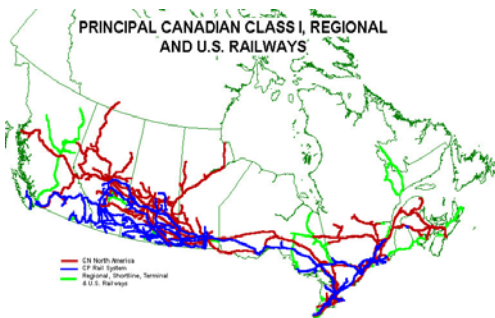 PRINCIPAL CANADIAN CLASS I, REGIONAL
AND U.S. RAILWAYS
CN North America
CP Rail System
Regional, Shortline, Terminal
& U.S. Railways